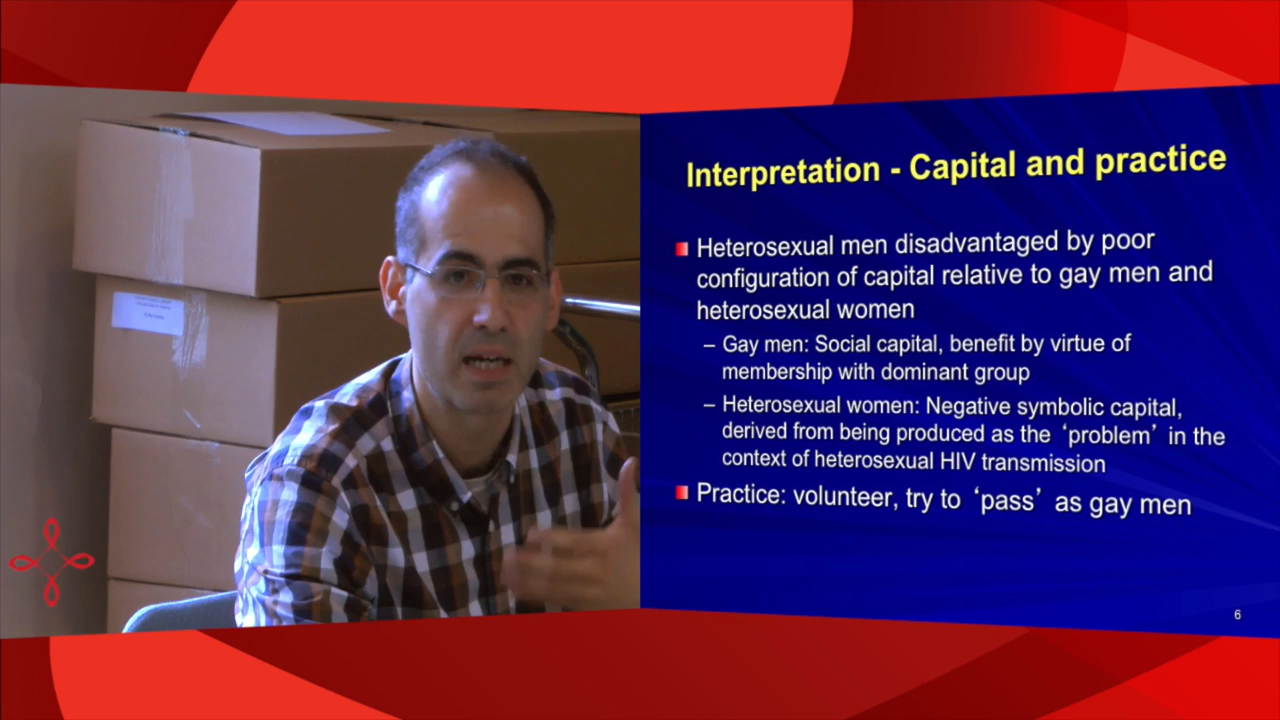 Interpretation - Capital and practice
Heterosexual men disadvantaged by poor
configuration of capital relative to gay men and
heterosexual women
– Gay men: Social capital, benefit by virtue of
membership with dominant group
– Heterosexual women: Negative symbolic capital,
derived from being produced as the ‘problem’ in the
context of heterosexual HIV transmission
Practice: volunteer, try to ‘pass’ as gay men
6